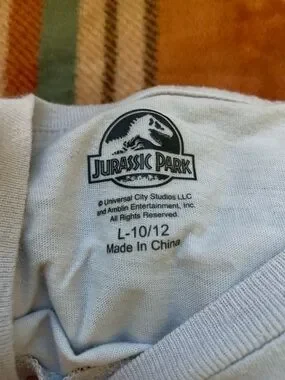 JURASSIC PARK
© Universal City Studios LLC
and Amblin Entertainment, Inc.
All Rights Reserved.
L-10/12
Made In China